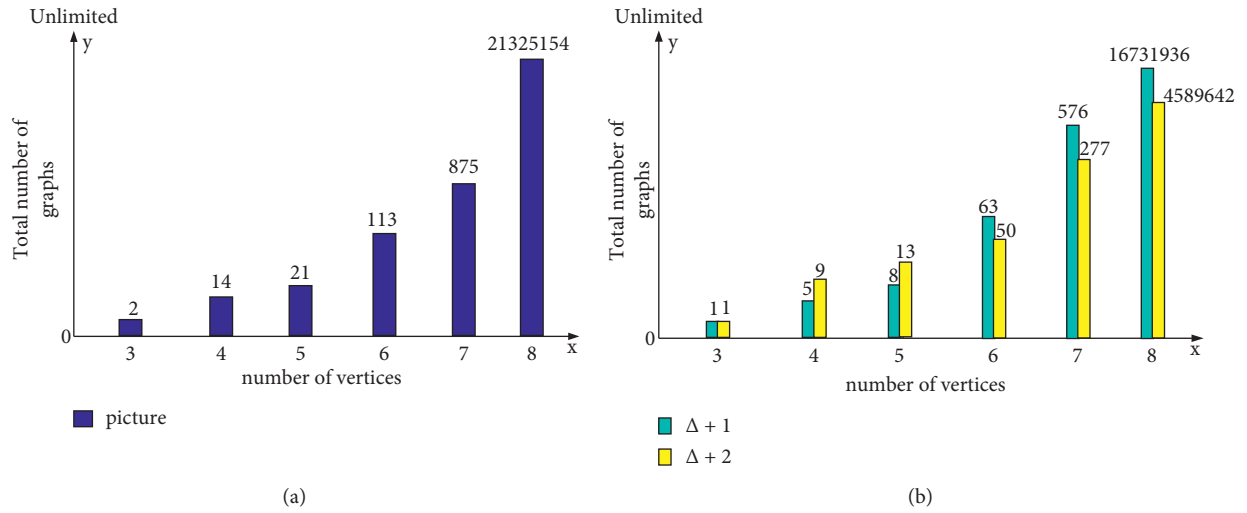 Unlimited
y
Total number of
graphs
0
2
14
21
113
875
21325154
3
4
5
6
7
8
x
number of vertices
picture
(a)
Unlimited
y
Total number of
graphs
0
1
1
5
9
8
13
63
50
576
277
16731936
4589642
3
4
5
6
7
8
x
number of vertices
Δ + 1
Δ + 2
(b)